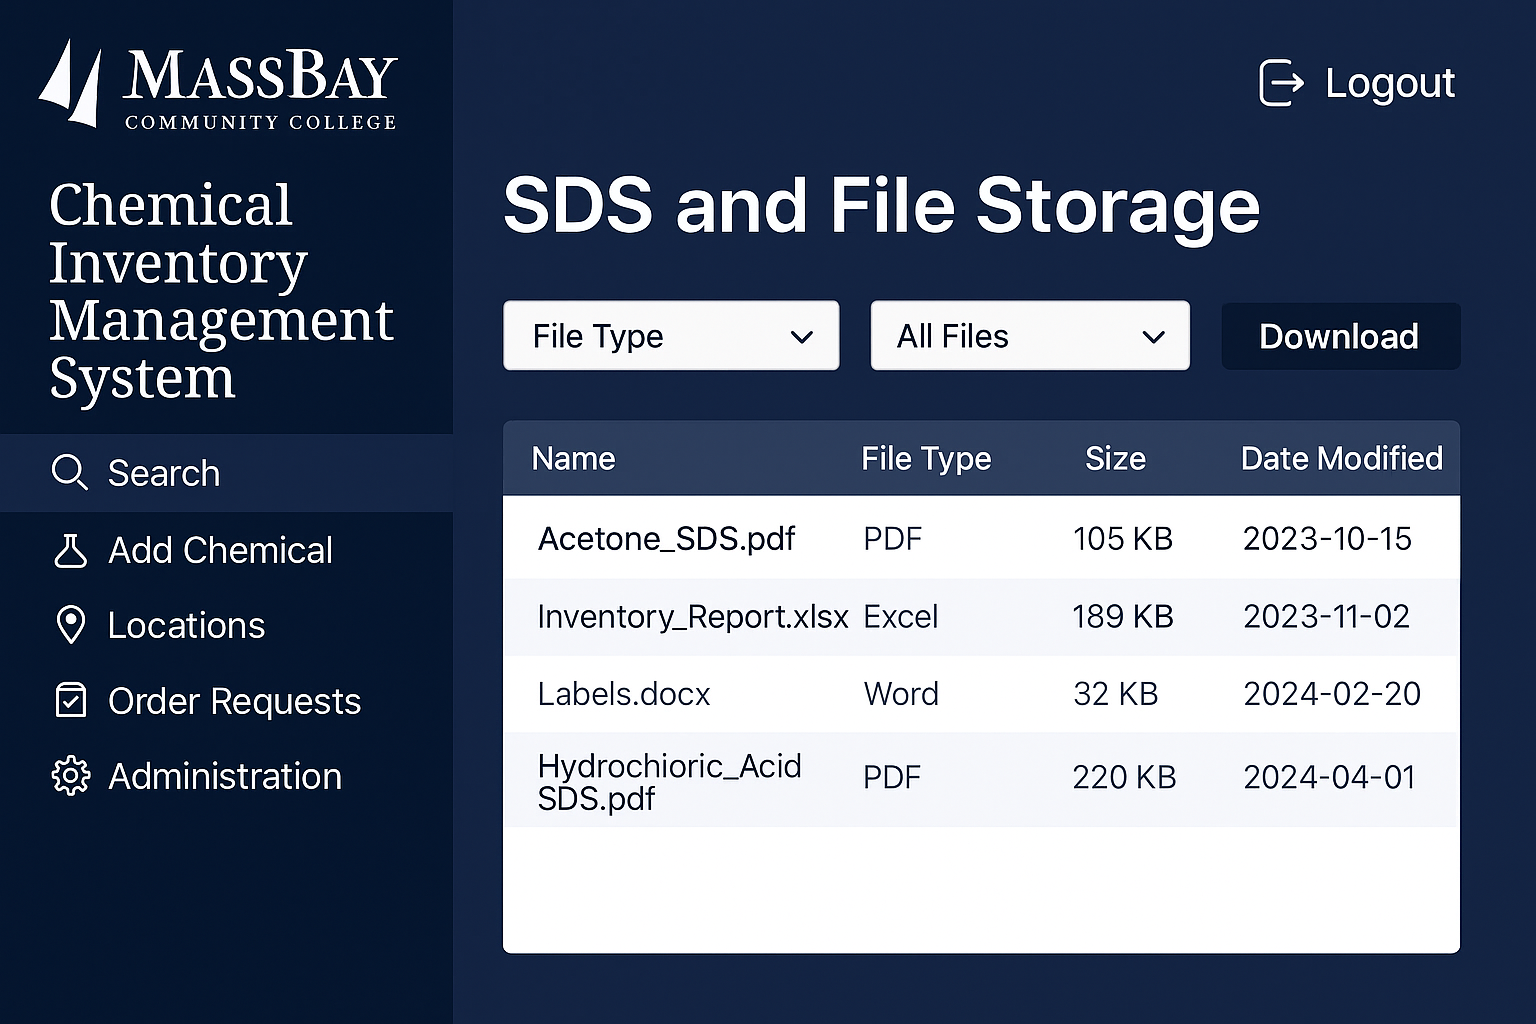 MASSBAY
COMMUNITY COLLEGE
Chemical
Inventory
Management
System
Search
Add Chemical
Locations
Order Requests
Administration
Logout
SDS and File Storage
File Type
All Files
Download
Name File Type Size Date Modified
Acetone_SDS.pdf PDF 105 KB 2023-10-15
Inventory_Report.xlsx Excel 189 KB 2023-11-02
Labels.docx Word 32 KB 2024-02-20
Hydrochioric_Acid
SDS.pdf PDF 220 KB 2024-04-01